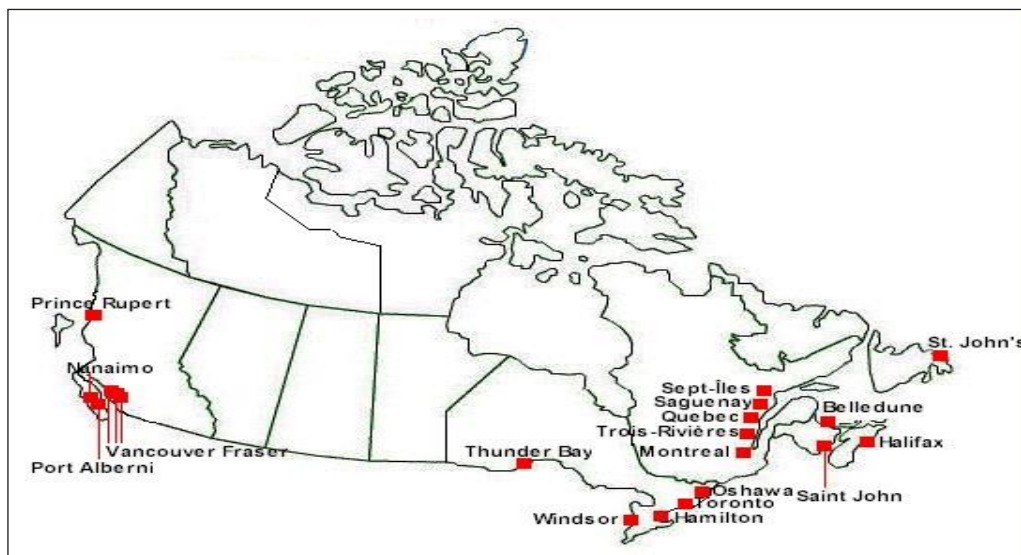 Prince Rupert
Nanaimo
Vancouver Fraser
Port Alberni
Thunder Bay
Windsor
Hamilton
Toronto
Oshawa
Montreal
Trois-Rivières
Quebec
Saguenay
Sept-Îles
Belledune
Saint John
Halifax
St. John's